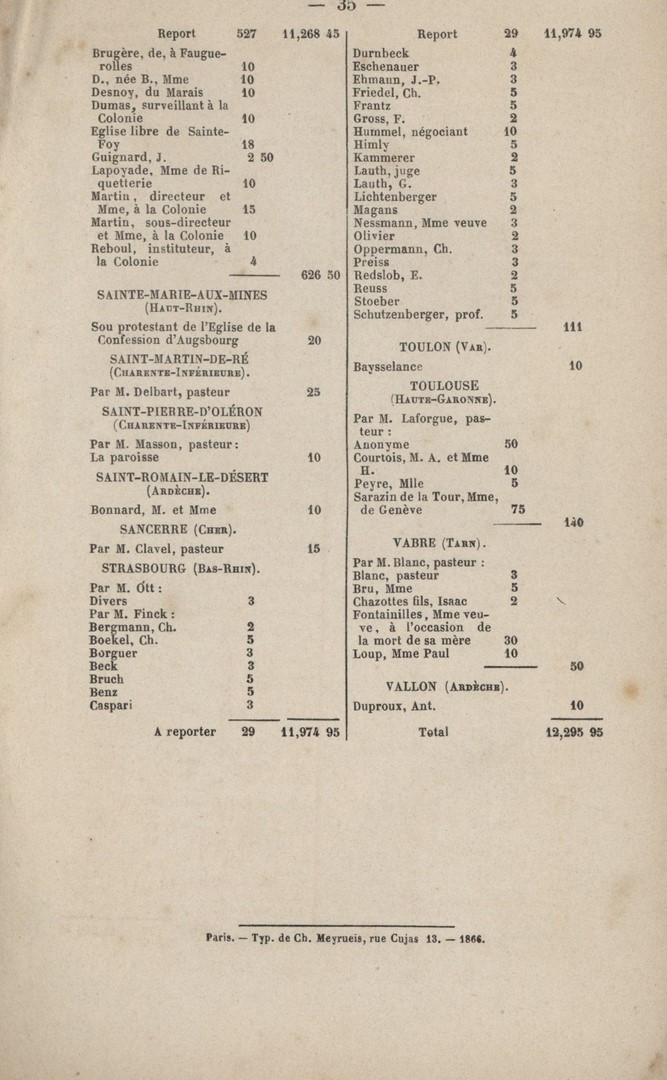 — 35 —
Report 527 11,268 45
Brugère, de, à Faugue-
rolles 10
D., née B., Mme 10
Desnoy, du Marais 10
Dumas, surveillant à la
Colonie 10
Eglise libre de Sainte-
Foy 18
Guignard, J. 2 50
Lapoyade, Mme de Ri-
quetterie 10
Martin, directeur et
Mme, à la Colonie 15
Martin, sous-directeur
et Mme, à la Colonie 10
Reboul, instituteur, à
la Colonie 4
626 50
SAINTE-MARIE-AUX-MINES
(HAUT-RHIN).
Sou protestant de l'Eglise de la
Confession d'Augsbourg 20
SAINT-MARTIN-DE-RÉ
(CHARENTE-INFÉRIEURE).
Par M. Delbart, pasteur 25
SAINT-PIERRE-D'OLÉRON
(CHARENTE-INFÉRIEURE)
Par M. Masson, pasteur:
La paroisse 10
SAINT-ROMAIN-LE-DÉSERT
(ARDÈCHE).
Bonnard, M. et Mme 10
SANCERRE (CHER).
Par M. Clavel, pasteur 15
STRASBOURG (BAS-RHIN).
Par M. Ott :
Divers 3
Par M. Finck :
Bergmann, Ch. 2
Boekel, Ch. 5
Borguer 3
Beck 3
Bruch 5
Benz 5
Caspari 3
A reporter 29 11,974 95
Report 29 11,974 95
Durnbeck 4
Eschenauer 3
Ehmann, J.-P. 3
Friedel, Ch. 5
Frantz 5
Gross, F. 2
Hummel, négociant 10
Himly 5
Kammerer 2
Lauth, juge 5
Lauth, G. 3
Lichtenberger 5
Magans 2
Nessmann, Mme veuve 3
Olivier 2
Oppermann, Ch. 3
Preiss 3
Redslob, E. 2
Reuss 5
Stoeber 5
Schutzenberger, prof. 5
111
TOULON (VAR).
Baysselance 10
TOULOUSE
(HAUTE-GARONNE).
Par M. Laforgue, pas-
teur :
Anonyme 50
Courtois, M. A. et Mme
H. 10
Peyre, Mlle 5
Sarazin de la Tour, Mme,
de Genève 75
140
VABRE (TARN).
Par M. Blanc, pasteur :
Blanc, pasteur 3
Bru, Mme 5
Chazottes fils, Isaac 2
Fontainilles, Mme veu-
ve, à l'occasion de
la mort de sa mère 30
Loup, Mme Paul 10
50
VALLON (ARDÈCHE).
Duproux, Ant. 10
Total 12,295 95
Paris. — Typ. de Ch. Meyrueis, rue Cujas 13. — 1866.